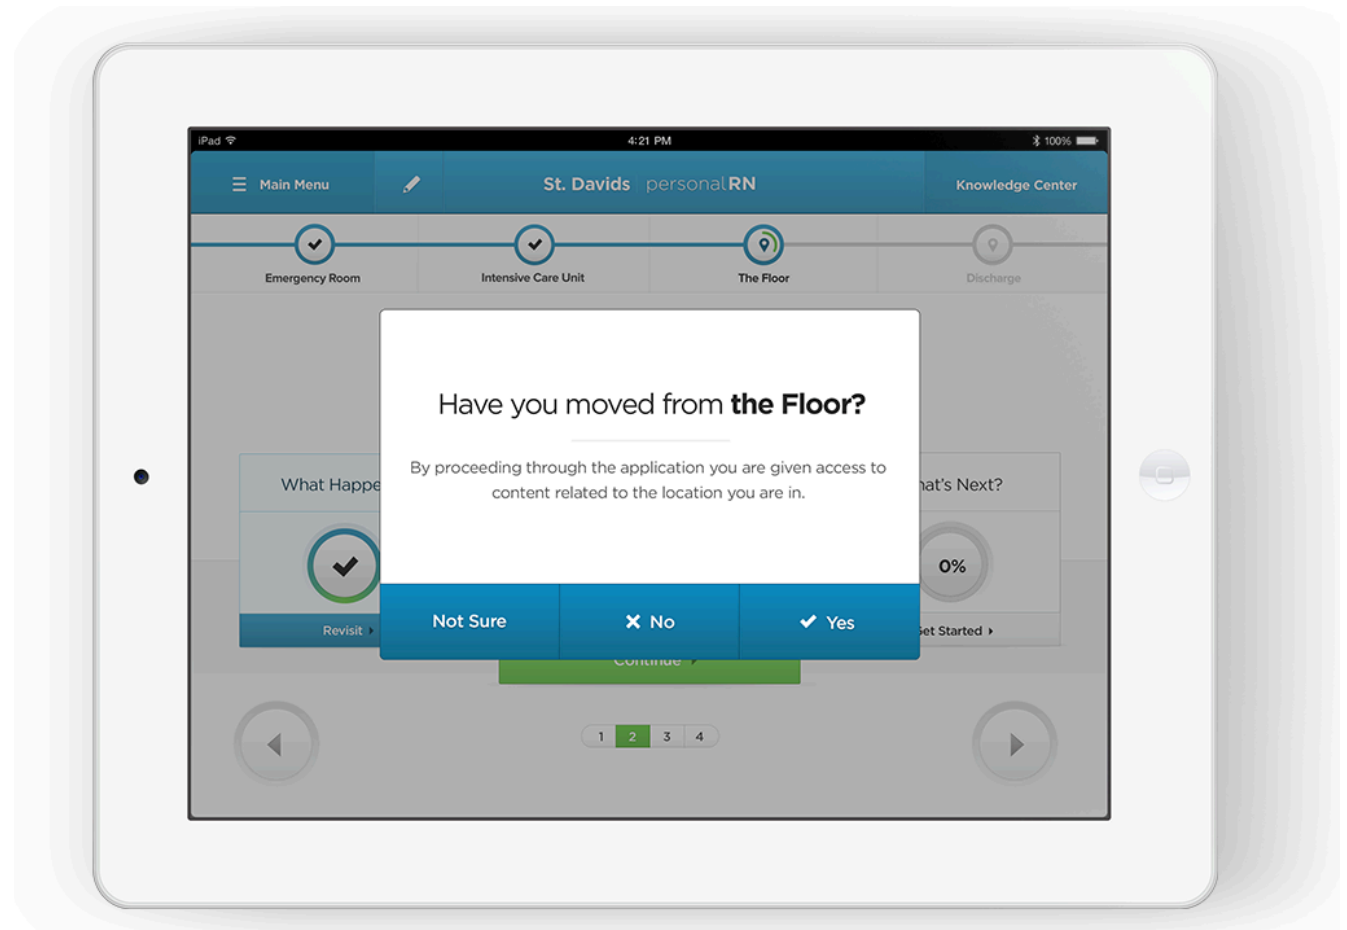 iPad
4:21 PM
100%
Main Menu
St. Davids personalRN
Knowledge Center
Emergency Room
Intensive Care Unit
The Floor
Discharge
Have you moved from the Floor?
By proceeding through the application you are given access to
content related to the location you are in.
What Happe
hat's Next?
0%
Not Sure
No
Yes
Revisit
Get Started
Continue
1 2 3 4